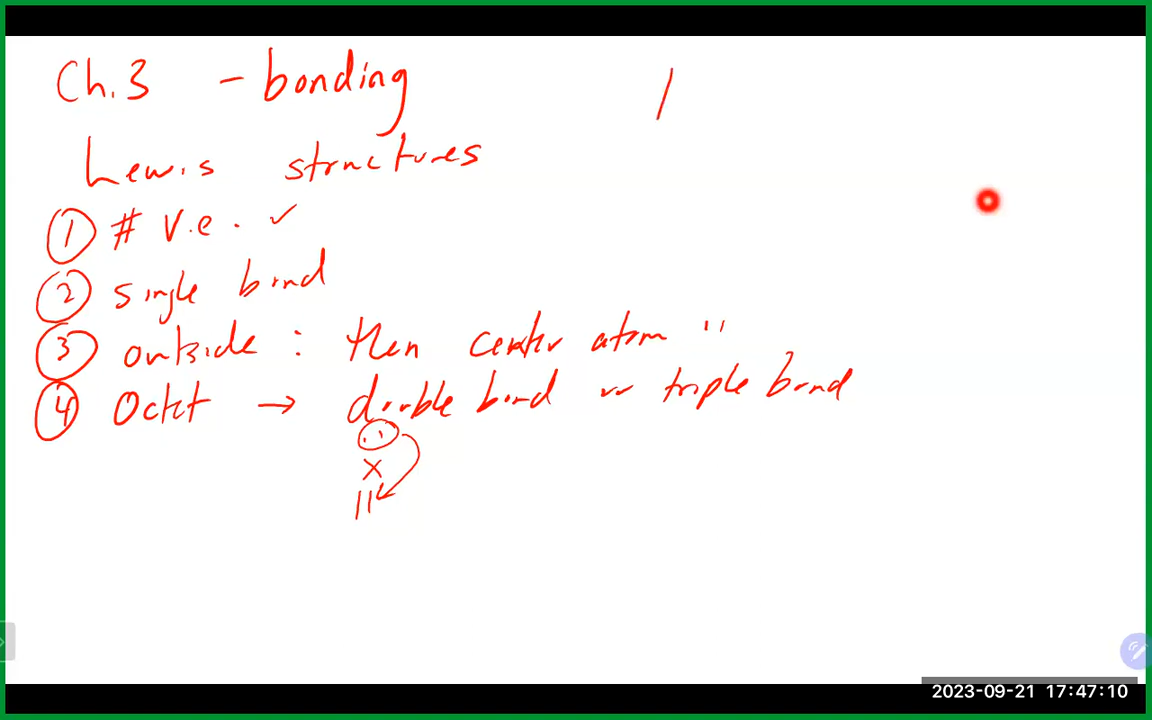 Ch.3 - bonding
Lewis structures
① # V.e. ✓
② single bond
③ outside : then center atom "
④ Octet → double bond or triple bond
x
2023-09-21 17:47:10